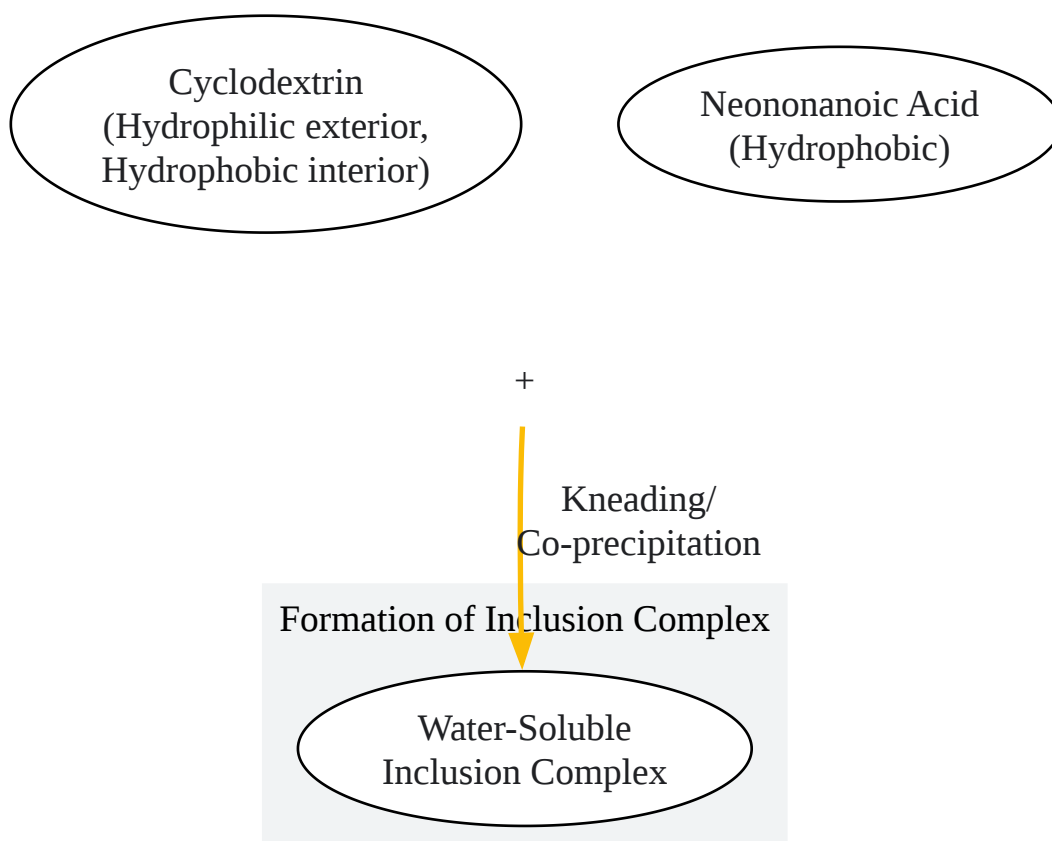 Cyclodextrin
(Hydrophilic exterior,
Hydrophobic interior)
Neononanoic Acid
(Hydrophobic)
+
Kneading/
Co-precipitation
Formation of Inclusion Complex
Water-Soluble
Inclusion Complex